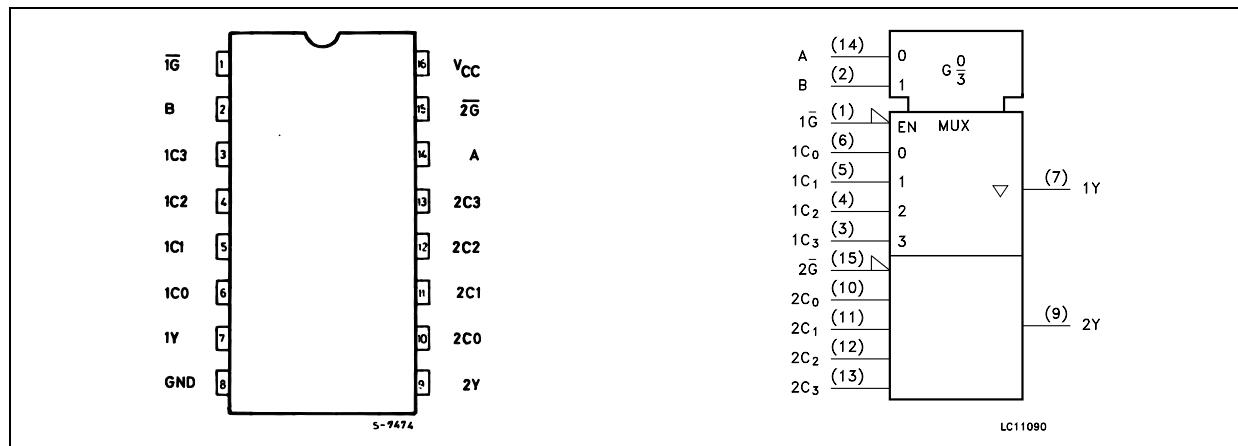 1G̅ 1 16 VCC
B 2 15 2G̅
1C3 3 14 A
1C2 4 13 2C3
1C1 5 12 2C2
1C0 6 11 2C1
1Y 7 10 2C0
GND 8 9 2Y
S-7474
A (14) 0 G 0/3
B (2) 1
1G̅ (1) EN MUX
1C0 (6) 0
1C1 (5) 1
(7) 1Y
1C2 (4) 2
1C3 (3) 3
2G̅ (15)
2C0 (10)
2C1 (11)
(9) 2Y
2C2 (12)
2C3 (13)
LC11090